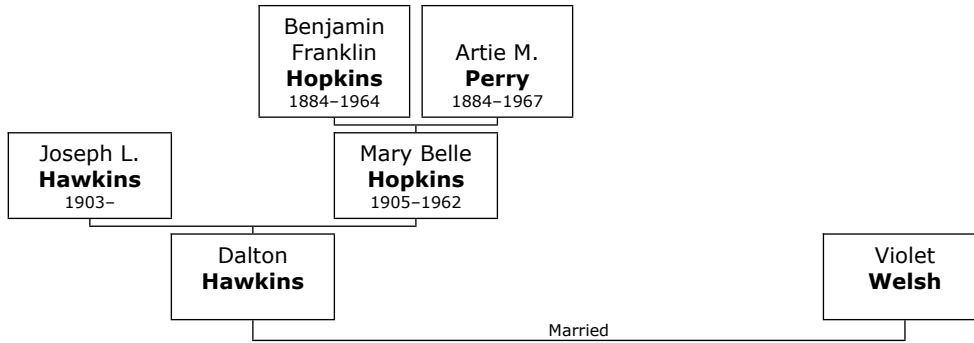 Benjamin
Franklin
Hopkins
1884–1964
Artie M.
Perry
1884–1967
Joseph L.
Hawkins
1903–
Mary Belle
Hopkins
1905–1962
Dalton
Hawkins
Violet
Welsh
Married